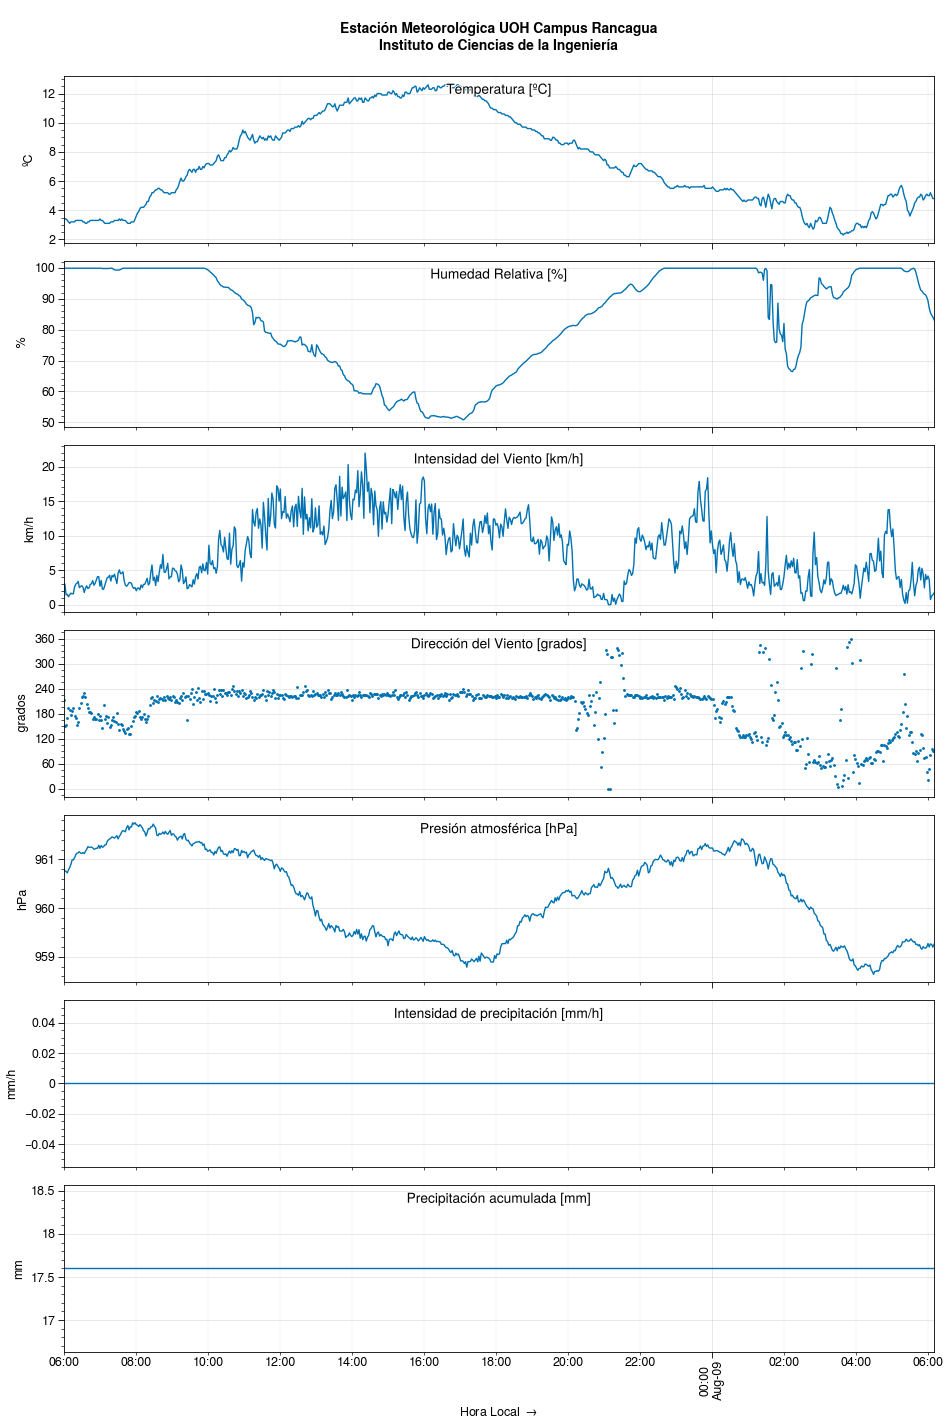 Estación Meteorológica UOH Campus Rancagua
Instituto de Ciencias de la Ingeniería
Temperatura [ºC]
12
10
8
6
4
2
ºC
Humedad Relativa [%]
100
90
80
70
60
50
%
Intensidad del Viento [km/h]
20
15
10
5
0
km/h
Dirección del Viento [grados]
360
300
240
180
120
60
0
grados
Presión atmosférica [hPa]
961
960
959
hPa
Intensidad de precipitación [mm/h]
0.04
0.02
0
−0.02
−0.04
mm/h
Precipitación acumulada [mm]
18.5
18
17.5
17
mm
06:00 08:00 10:00 12:00 14:00 16:00 18:00 20:00 22:00 00:00 02:00 04:00 06:00
Aug-09
Hora Local →